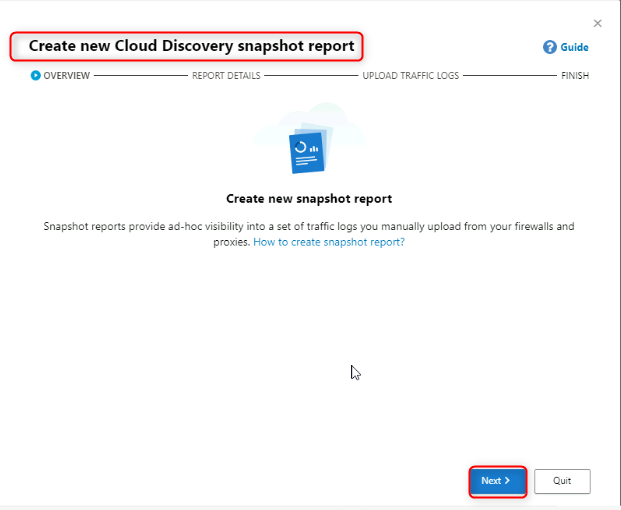 Create new Cloud Discovery snapshot report
Guide
OVERVIEW REPORT DETAILS UPLOAD TRAFFIC LOGS FINISH
Create new snapshot report
Snapshot reports provide ad-hoc visibility into a set of traffic logs you manually upload from your firewalls and
proxies. How to create snapshot report?
Next
Quit